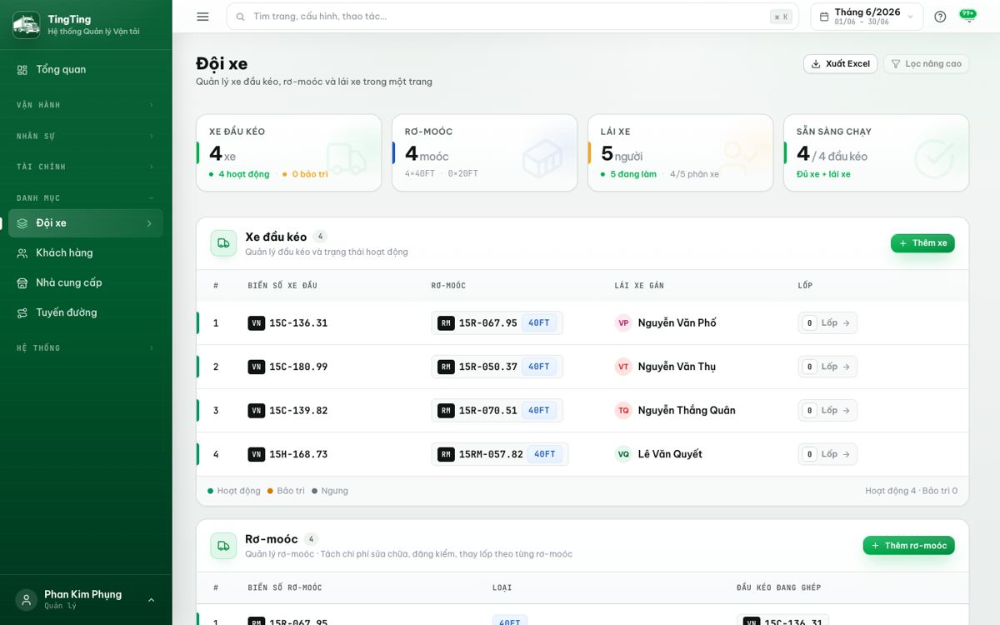 TingTing
Hệ thống Quản lý Vận tải
Tổng quan
VẬN HÀNH
NHÂN SỰ
TÀI CHÍNH
DANH MỤC
Đội xe
Khách hàng
Nhà cung cấp
Tuyến đường
HỆ THỐNG
Phan Kim Phụng
Quản lý
Tìm trang, cấu hình, thao tác...
⌘ K
Tháng 6/2026
01/06 – 30/06
99+
Đội xe
Quản lý xe đầu kéo, rơ-moóc và lái xe trong một trang
Xuất Excel
Lọc nâng cao
XE ĐẦU KÉO
4 xe
4 hoạt động · 0 bảo trì
RƠ-MOÓC
4 moóc
4×40FT · 0×20FT
LÁI XE
5 người
5 đang làm · 4/5 phân xe
SẴN SÀNG CHẠY
4 / 4 đầu kéo
Đủ xe + lái xe
Xe đầu kéo 4
Quản lý đầu kéo và trạng thái hoạt động
Thêm xe
# BIỂN SỐ XE ĐẦU RƠ-MOÓC LÁI XE GÁN LỐP
1 VN 15C-136.31 RM 15R-067.95 40FT VP Nguyễn Văn Phố 0 Lốp →
2 VN 15C-180.99 RM 15R-050.37 40FT VT Nguyễn Văn Thụ 0 Lốp →
3 VN 15C-139.82 RM 15R-070.51 40FT TQ Nguyễn Thắng Quân 0 Lốp →
4 VN 15H-168.73 RM 15RM-057.82 40FT VQ Lê Văn Quyết 0 Lốp →
Hoạt động Bảo trì Ngưng Hoạt động 4 · Bảo trì 0
Rơ-moóc 4
Quản lý rơ-moóc · Tách chi phí sửa chữa, đăng kiểm, thay lốp theo từng rơ-moóc
Thêm rơ-moóc
# BIỂN SỐ RƠ-MOÓC LOẠI ĐẦU KÉO ĐANG GHÉP
1 RM 15R-067.95 40FT VN 15C-136.31